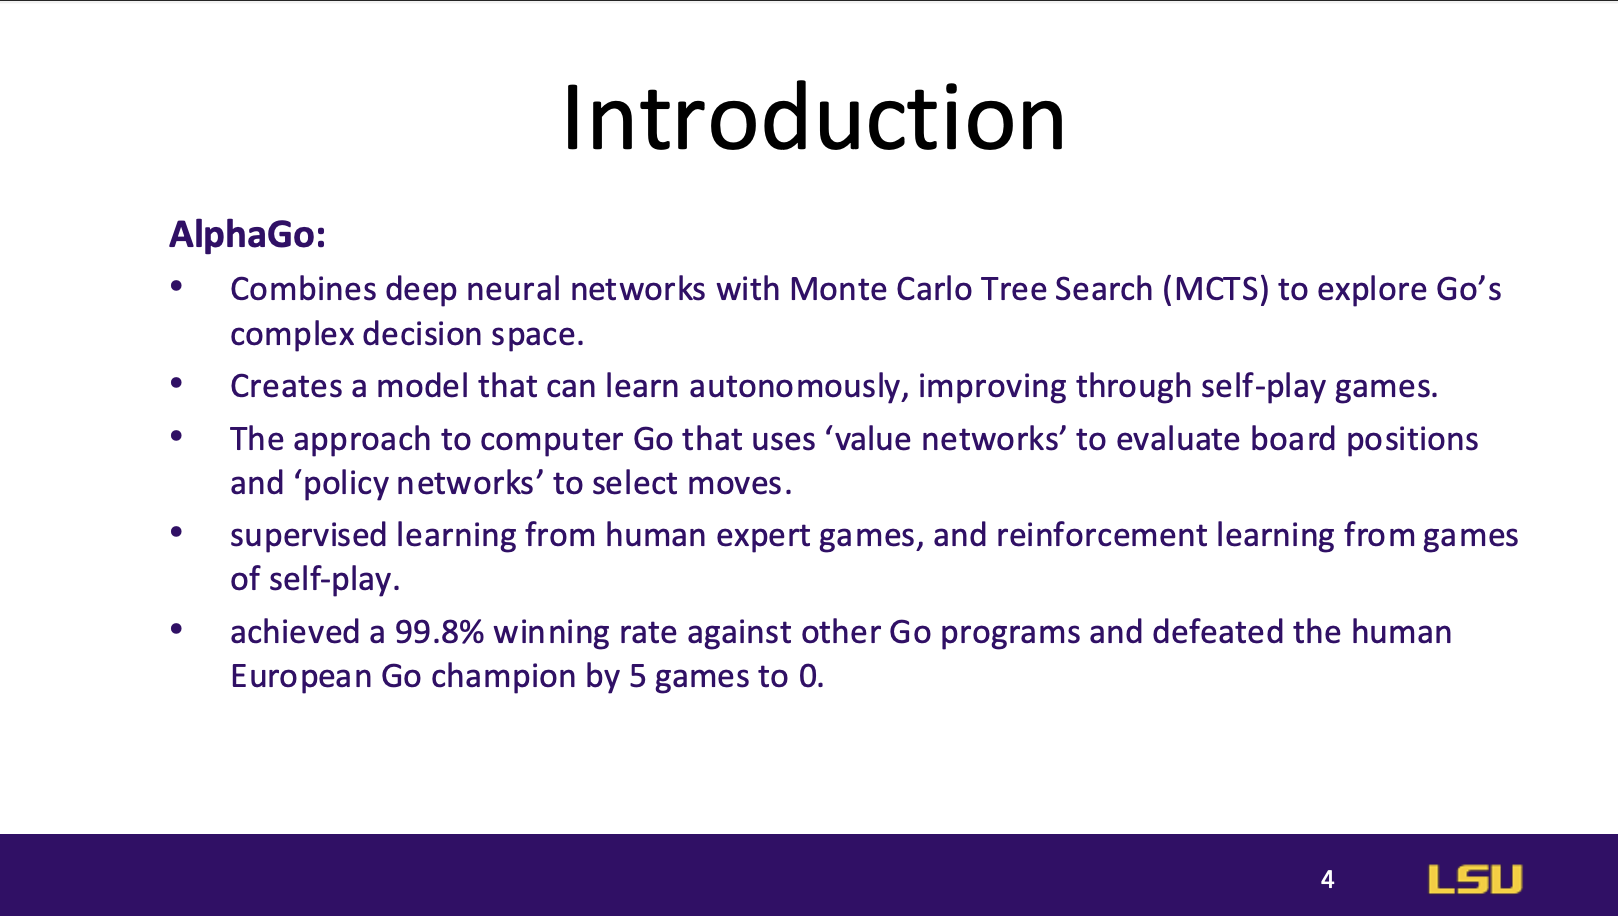 Introduction
AlphaGo:
• Combines deep neural networks with Monte Carlo Tree Search (MCTS) to explore Go’s
complex decision space.
• Creates a model that can learn autonomously, improving through self-play games.
• The approach to computer Go that uses ‘value networks’ to evaluate board positions
and ‘policy networks’ to select moves.
• supervised learning from human expert games, and reinforcement learning from games
of self-play.
• achieved a 99.8% winning rate against other Go programs and defeated the human
European Go champion by 5 games to 0.
4
LSU